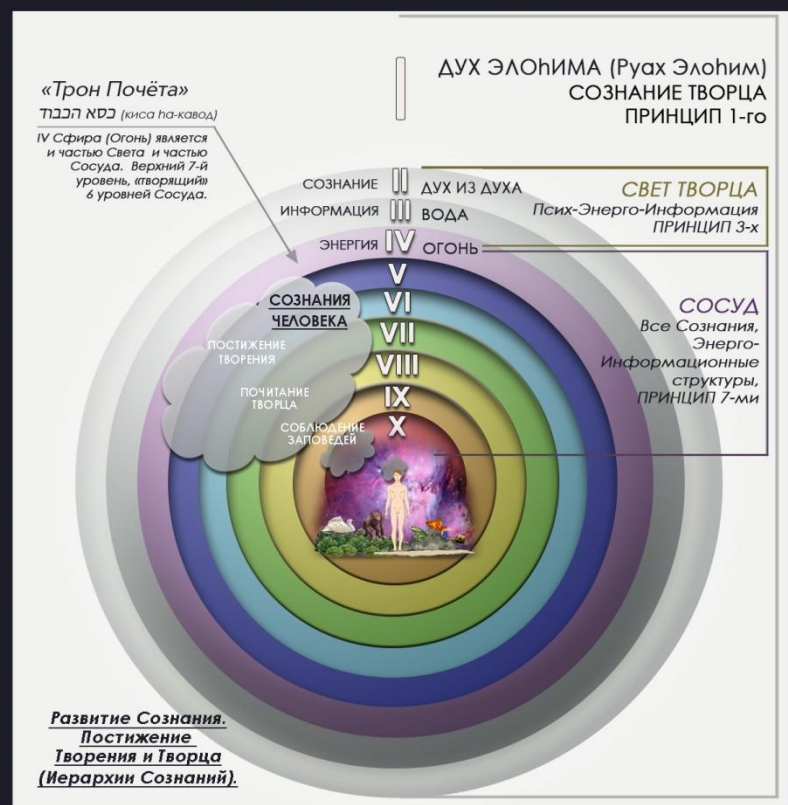 ДУХ ЭЛОhИМА (Руах Элоhим)
СОЗНАНИЕ ТВОРЦА
ПРИНЦИП 1-го
I
«Трон Почёта»
כסא הכבוד (киса hа-кавод)
IV Сфира (Огонь) является
и частью Света и частью
Сосуда. Верхний 7-й
уровень, «творящий»
6 уровней Сосуда.
СОЗНАНИЕ II ДУХ ИЗ ДУХА
ИНФОРМАЦИЯ III ВОДА
ЭНЕРГИЯ IV ОГОНЬ
СВЕТ ТВОРЦА
Псих-Энерго-Информация
ПРИНЦИП 3-х
V
VI
VII
VIII
IX
X
СОЗНАНИЯ
ЧЕЛОВЕКА
ПОСТИЖЕНИЕ
ТВОРЕНИЯ
ПОЧИТАНИЕ
ТВОРЦА
СОБЛЮДЕНИЕ
ЗАПОВЕДЕЙ
СОСУД
Все Сознания,
Энерго-
Информационные
структуры,
ПРИНЦИП 7-ми
Развитие Сознания.
Постижение
Творения и Творца
(Иерархии Сознаний).